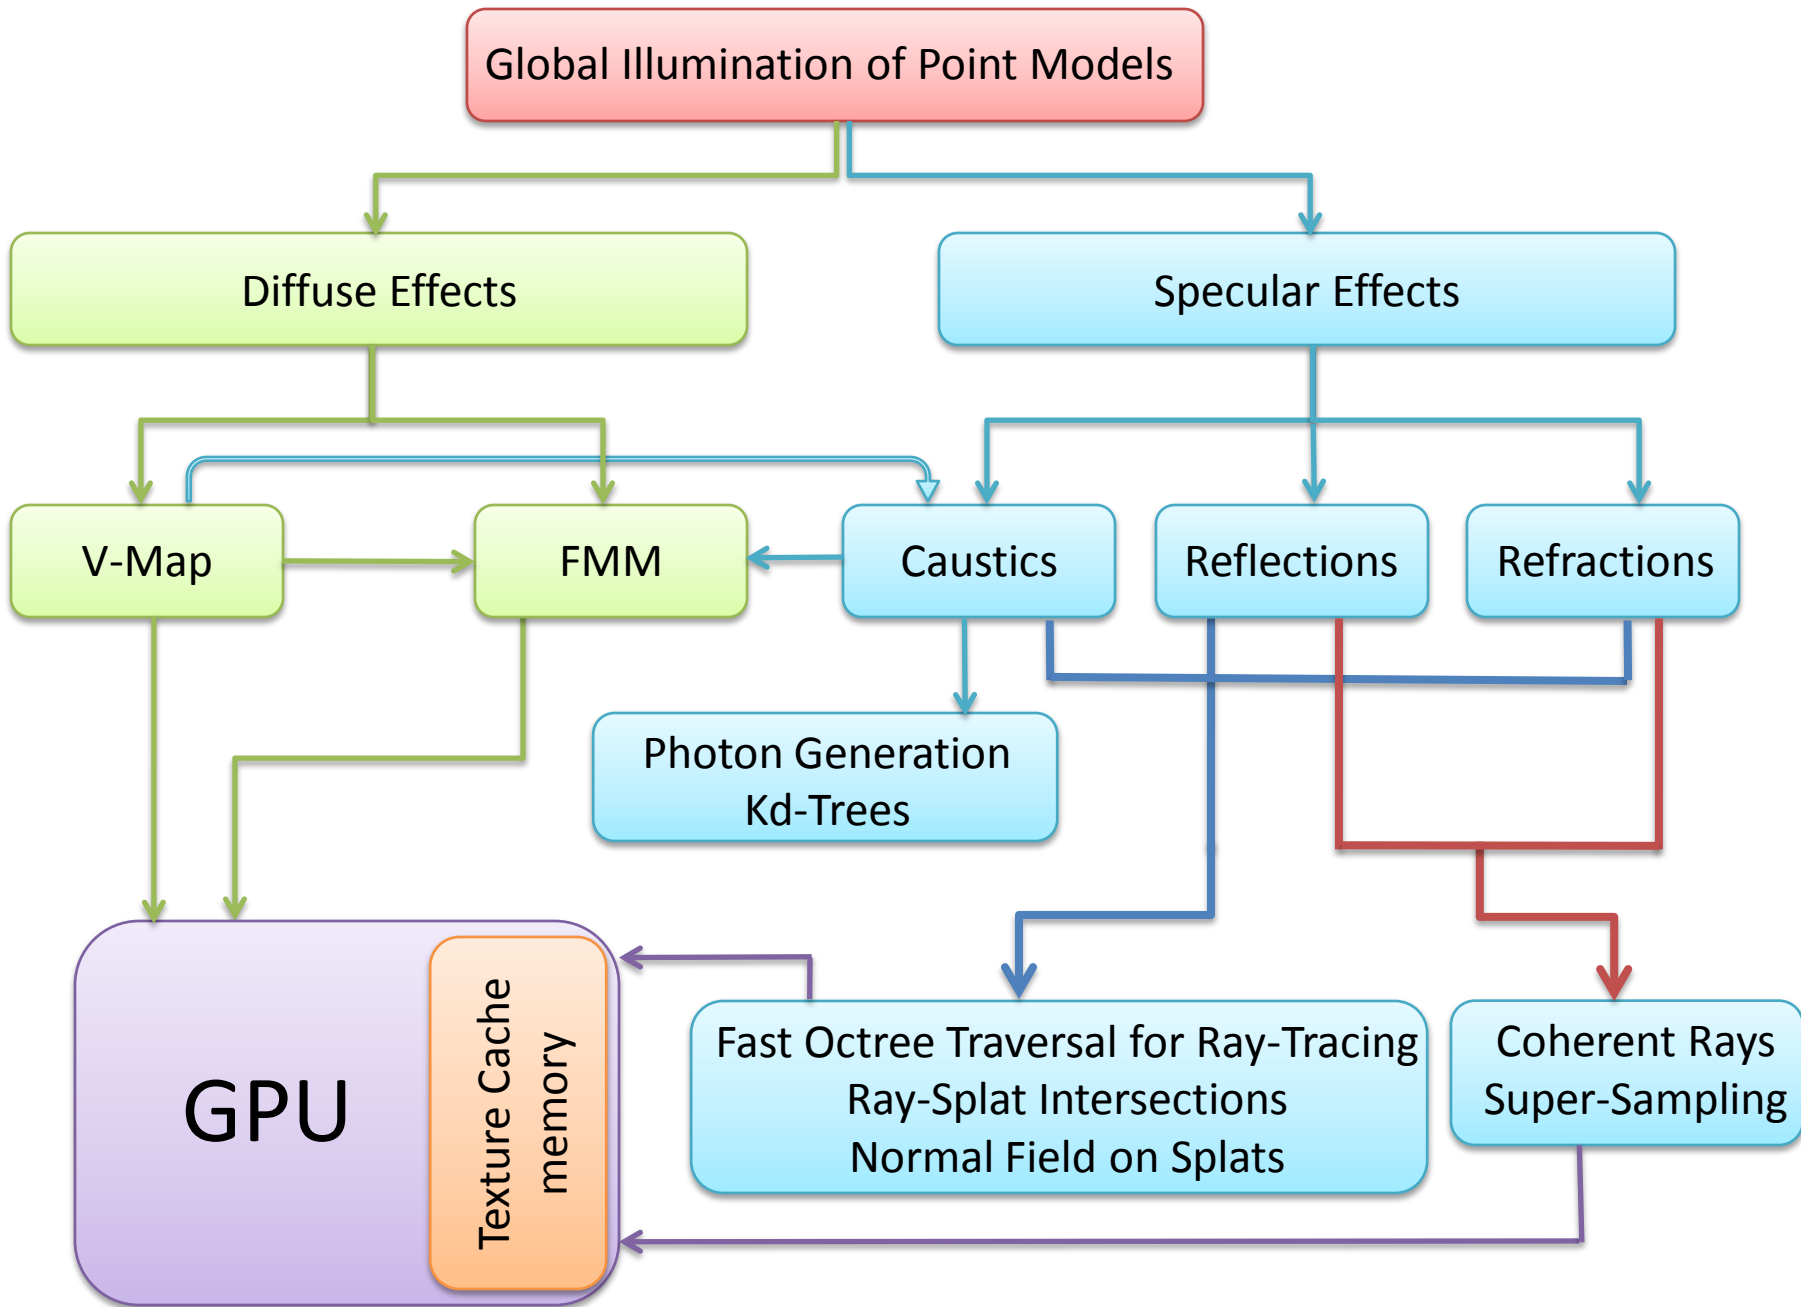 Global Illumination of Point Models
Diffuse Effects
Specular Effects
V-Map
FMM
Caustics
Reflections
Refractions
Photon Generation
Kd-Trees
GPU
Texture Cache
memory
Fast Octree Traversal for Ray-Tracing
Ray-Splat Intersections
Normal Field on Splats
Coherent Rays
Super-Sampling